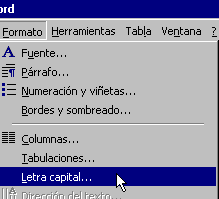 ord
Formato Herramientas Tabla Ventana ?
Fuente...
Párrafo...
Numeración y viñetas...
Bordes y sombreado...
Columnas...
Tabulaciones...
Letra capital...
Dirección del texto...